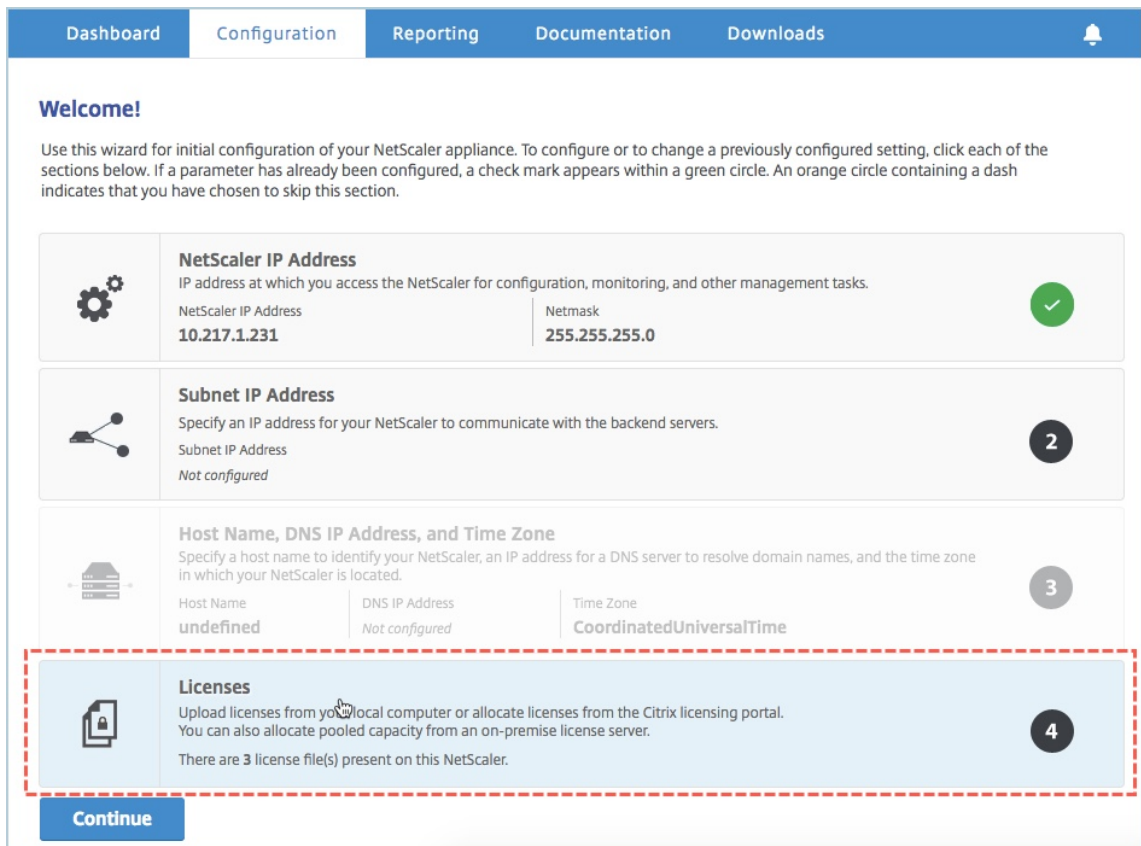 Dashboard Configuration Reporting Documentation Downloads
Welcome!
Use this wizard for initial configuration of your NetScaler appliance. To configure or to change a previously configured setting, click each of the
sections below. If a parameter has already been configured, a check mark appears within a green circle. An orange circle containing a dash
indicates that you have chosen to skip this section.
NetScaler IP Address
IP address at which you access the NetScaler for configuration, monitoring, and other management tasks.
NetScaler IP Address Netmask
10.217.1.231 255.255.255.0
Subnet IP Address
Specify an IP address for your NetScaler to communicate with the backend servers.
2
Subnet IP Address
Not configured
Host Name, DNS IP Address, and Time Zone
Specify a host name to identify your NetScaler, an IP address for a DNS server to resolve domain names, and the time zone
in which your NetScaler is located.
3
Host Name DNS IP Address Time Zone
undefined Not configured CoordinatedUniversalTime
Licenses
Upload licenses from your local computer or allocate licenses from the Citrix licensing portal.
You can also allocate pooled capacity from an on-premise license server.
4
There are 3 license file(s) present on this NetScaler.
Continue